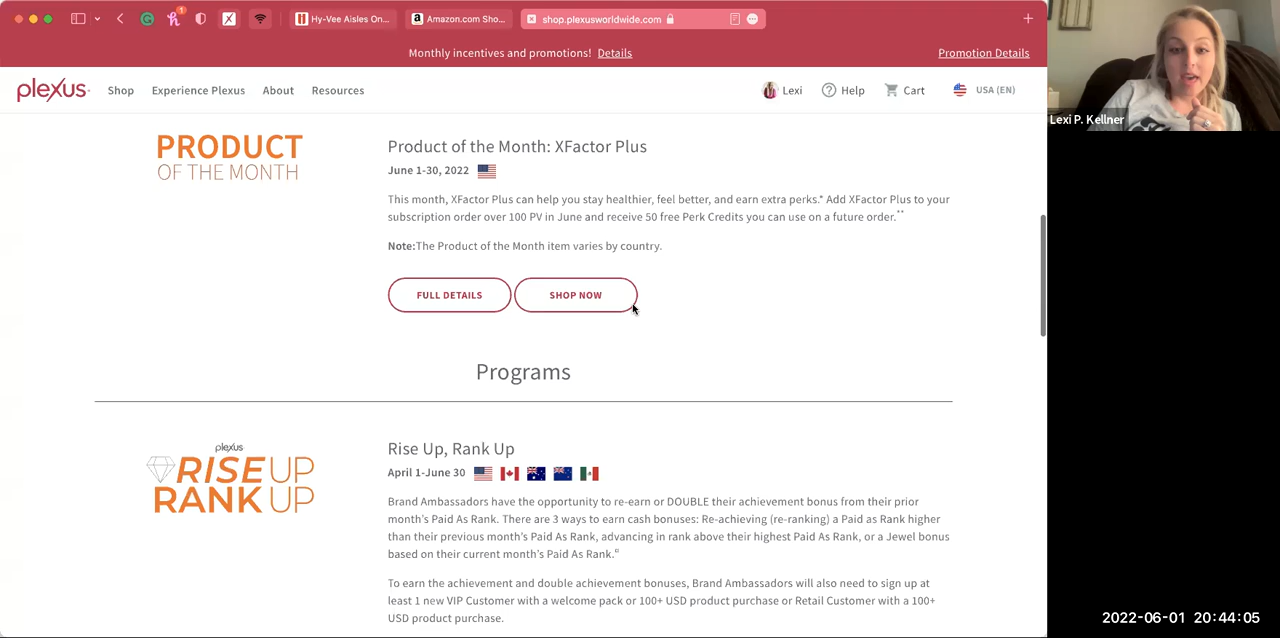 1
Hy-Vee Aisles On...
a Amazon.com Sho...
shop.plexusworldwide.com
Monthly incentives and promotions! Details
Promotion Details
plexus
Shop
Experience Plexus
About
Resources
Lexi
Help
Cart
USA (EN)
Lexi P. Kellner
PRODUCT
OF THE MONTH
Product of the Month: XFactor Plus
June 1-30, 2022
This month, XFactor Plus can help you stay healthier, feel better, and earn extra perks.* Add XFactor Plus to your
subscription order over 100 PV in June and receive 50 free Perk Credits you can use on a future order.**
Note:The Product of the Month item varies by country.
FULL DETAILS
SHOP NOW
Programs
plexus
RISE UP
RANK UP
Rise Up, Rank Up
April 1-June 30
Brand Ambassadors have the opportunity to re-earn or DOUBLE their achievement bonus from their prior
month's Paid As Rank. There are 3 ways to earn cash bonuses: Re-achieving (re-ranking) a Paid as Rank higher
than their previous month's Paid As Rank, advancing in rank above their highest Paid As Rank, or a Jewel bonus
based on their current month's Paid As Rank.
To earn the achievement and double achievement bonuses, Brand Ambassadors will also need to sign up at
least 1 new VIP Customer with a welcome pack or 100+ USD product purchase or Retail Customer with a 100+
USD product purchase.
2022-06-01 20:44:05